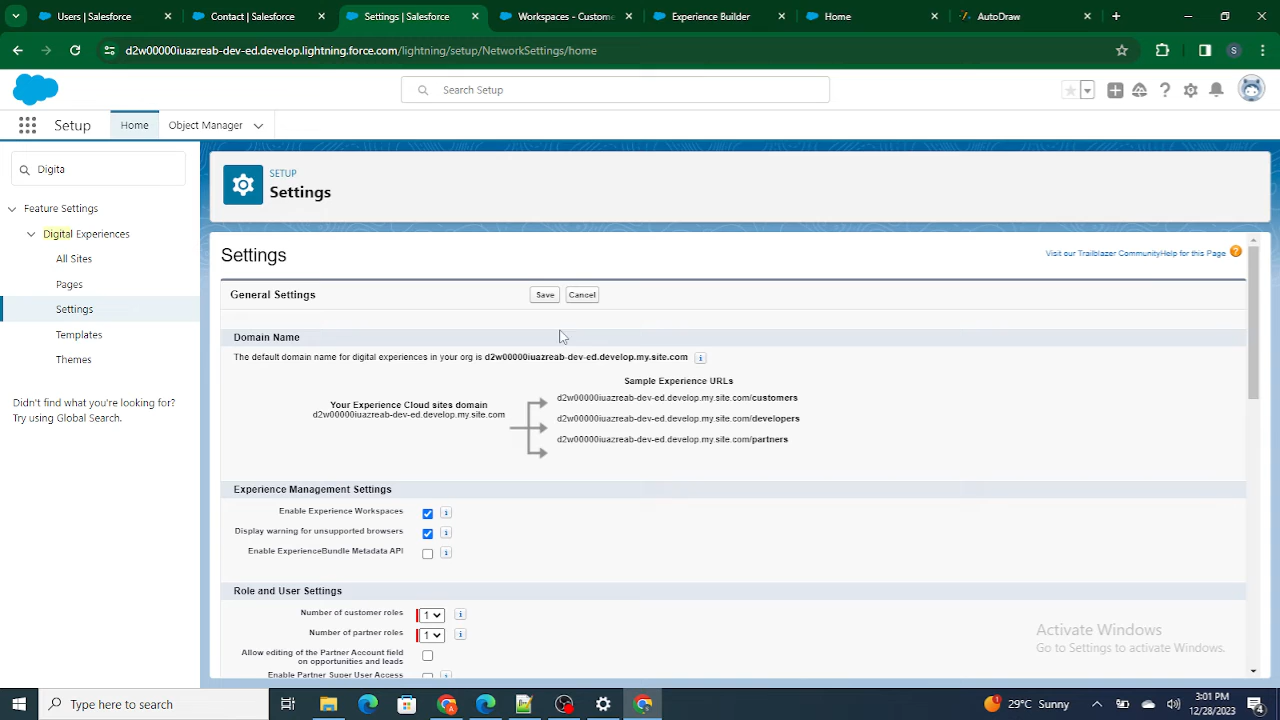 Users | Salesforce
Contact | Salesforce
Settings | Salesforce
Workspaces - Custome
Experience Builder
Home
AutoDraw
d2w00000iuazreab-dev-ed.develop.lightning.force.com/lightning/setup/NetworkSettings/home
S
Search Setup
Setup
Home
Object Manager
Digita
SETUP
Settings
Feature Settings
Digital Experiences
All Sites
Pages
Settings
Templates
Themes
Didn't find what you're looking for?
Try using Global Search.
Settings
Visit our Trailblazer Community Help for this Page
General Settings
Save
Cancel
Domain Name
The default domain name for digital experiences in your org is d2w00000iuazreab-dev-ed.develop.my.site.com
Sample Experience URLs
Your Experience Cloud sites domain
d2w00000iuazreab-dev-ed.develop.my.site.com
d2w00000iuazreab-dev-ed.develop.my.site.com/customers
d2w00000iuazreab-dev-ed.develop.my.site.com/developers
d2w00000iuazreab-dev-ed.develop.my.site.com/partners
Experience Management Settings
Enable Experience Workspaces
Display warning for unsupported browsers
Enable ExperienceBundle Metadata API
Role and User Settings
Number of customer roles
1
Number of partner roles
1
Allow editing of the Partner Account field
on opportunities and leads
Enable Partner Super User Access
Activate Windows
Go to Settings to activate Windows.
Type here to search
29°C Sunny
3:01 PM
12/28/2023
4